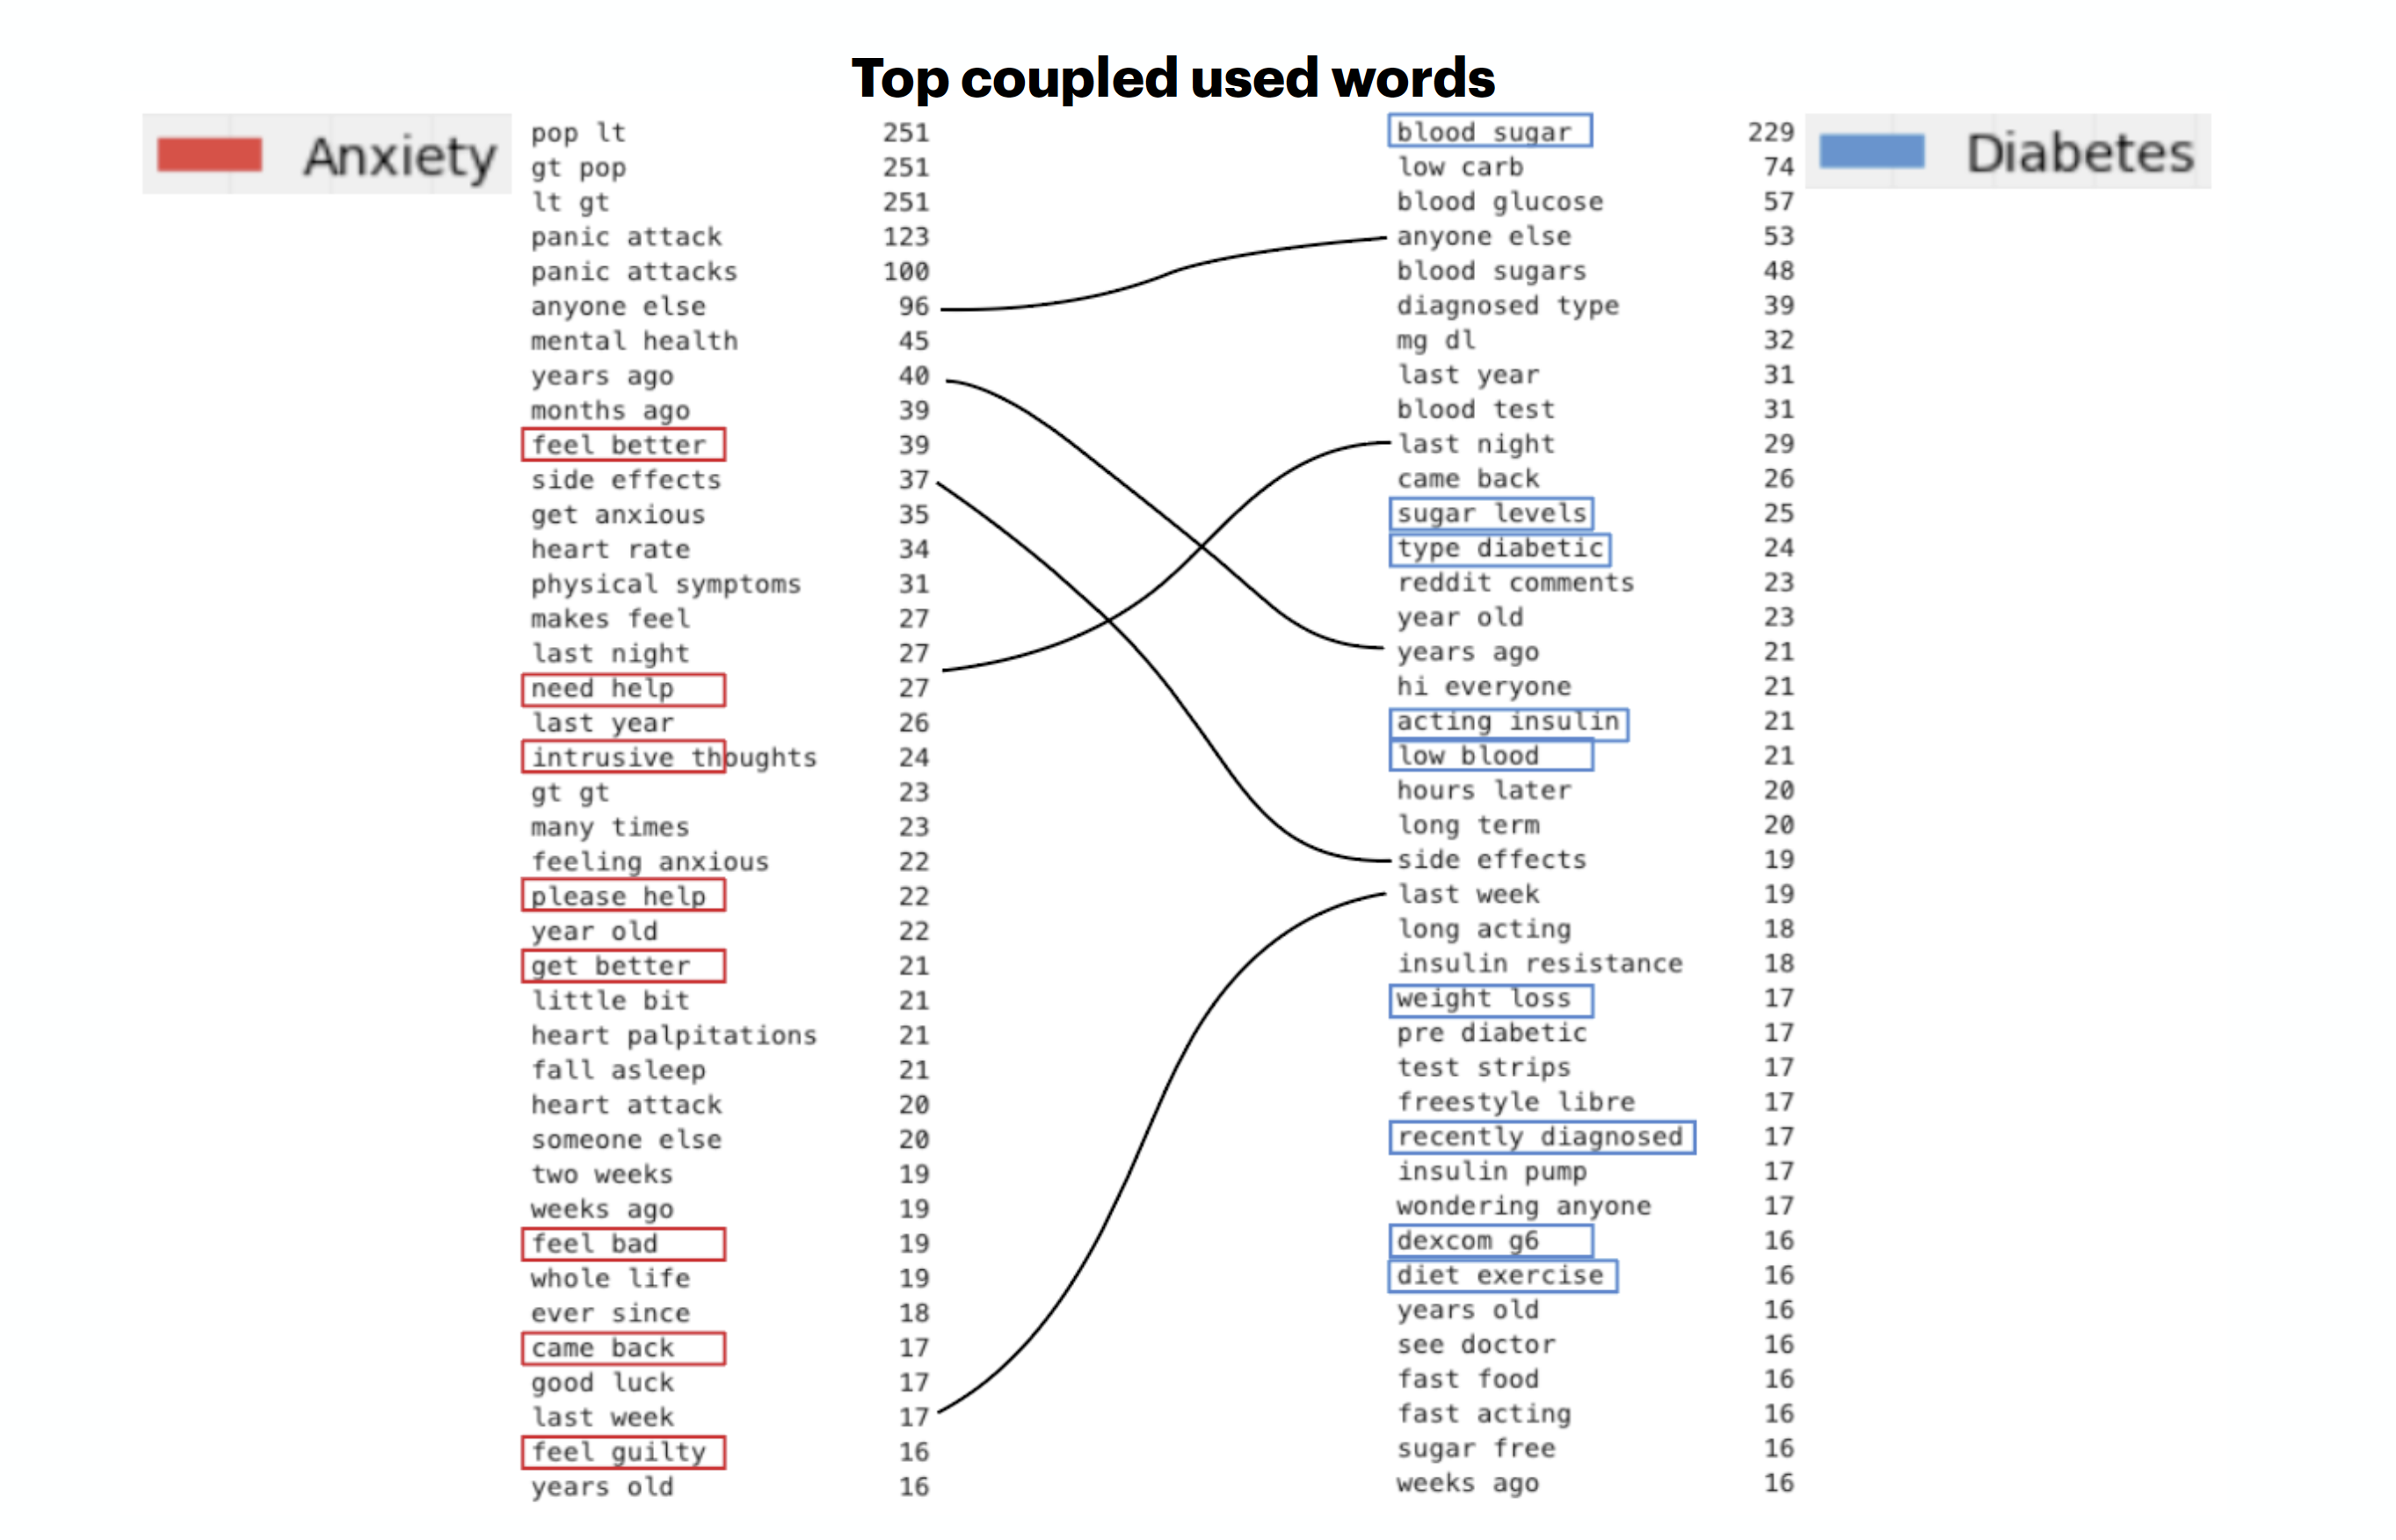 Top coupled used words
Anxiety
pop lt 251
gt pop 251
lt gt 251
panic attack 123
panic attacks 100
anyone else 96
mental health 45
years ago 40
months ago 39
feel better 39
side effects 37
get anxious 35
heart rate 34
physical symptoms 31
makes feel 27
last night 27
need help 27
last year 26
intrusive thoughts 24
gt gt 23
many times 23
feeling anxious 22
please help 22
year old 22
get better 21
little bit 21
heart palpitations 21
fall asleep 21
heart attack 20
someone else 20
two weeks 19
weeks ago 19
feel bad 19
whole life 19
ever since 18
came back 17
good luck 17
last week 17
feel guilty 16
years old 16
Diabetes
blood sugar 229
low carb 74
blood glucose 57
anyone else 53
blood sugars 48
diagnosed type 39
mg dl 32
last year 31
blood test 31
last night 29
came back 26
sugar levels 25
type diabetic 24
reddit comments 23
year old 23
years ago 21
hi everyone 21
acting insulin 21
low blood 21
hours later 20
long term 20
side effects 19
last week 19
long acting 18
insulin resistance 18
weight loss 17
pre diabetic 17
test strips 17
freestyle libre 17
recently diagnosed 17
insulin pump 17
wondering anyone 17
dexcom g6 16
diet exercise 16
years old 16
see doctor 16
fast food 16
fast acting 16
sugar free 16
weeks ago 16